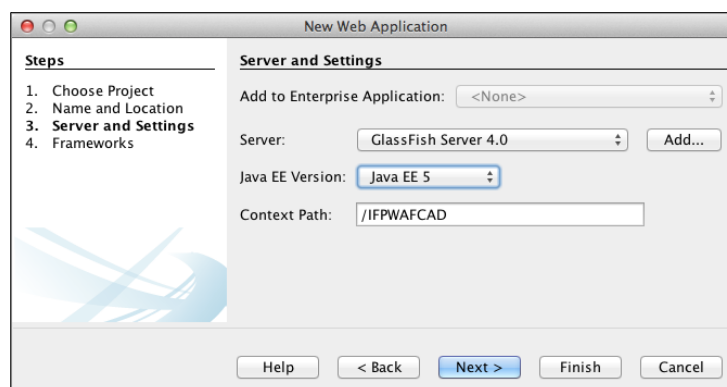 New Web Application
Steps
1. Choose Project
2. Name and Location
3. Server and Settings
4. Frameworks
Server and Settings
Add to Enterprise Application: <None>
Server: GlassFish Server 4.0 Add...
Java EE Version: Java EE 5
Context Path: /IFPWAFCAD
Help < Back Next > Finish Cancel